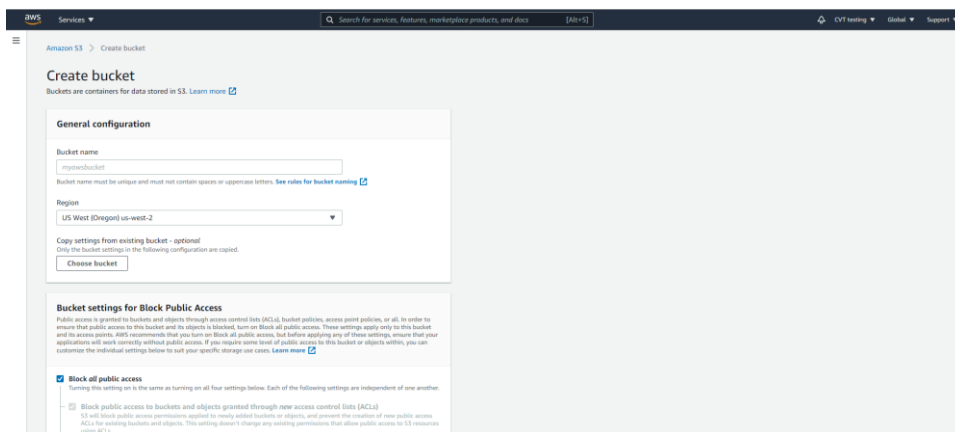 aws Services ▼ Search for services, features, marketplace products, and docs [Alt+S] CVT testing ▼ Global ▼ Support
Amazon S3 > Create bucket
Create bucket
Buckets are containers for data stored in S3. Learn more
General configuration
Bucket name
myawsbucket
Bucket name must be unique and must not contain spaces or uppercase letters. See rules for bucket naming
Region
US West (Oregon) us-west-2
Copy settings from existing bucket - optional
Only the bucket settings in the following configuration are copied.
Choose bucket
Bucket settings for Block Public Access
Public access is granted to buckets and objects through access control lists (ACLs), bucket policies, access point policies, or all. In order to
ensure that public access to this bucket and its objects is blocked, turn on Block all public access. These settings apply only to this bucket
and its access points. AWS recommends that you turn on Block all public access, but before applying any of these settings, ensure that your
applications will work correctly without public access. If you require some level of public access to this bucket or objects within, you can
customize the individual settings below to suit your specific storage use cases. Learn more
Block all public access
Turning this setting on is the same as turning on all four settings below. Each of the following settings are independent of one another.
Block public access to buckets and objects granted through new access control lists (ACLs)
S3 will block public access permissions applied to newly added buckets or objects, and prevent the creation of new public access
ACLs for existing buckets and objects. This setting doesn't change any existing permissions that allow public access to S3 resources
using ACLs.